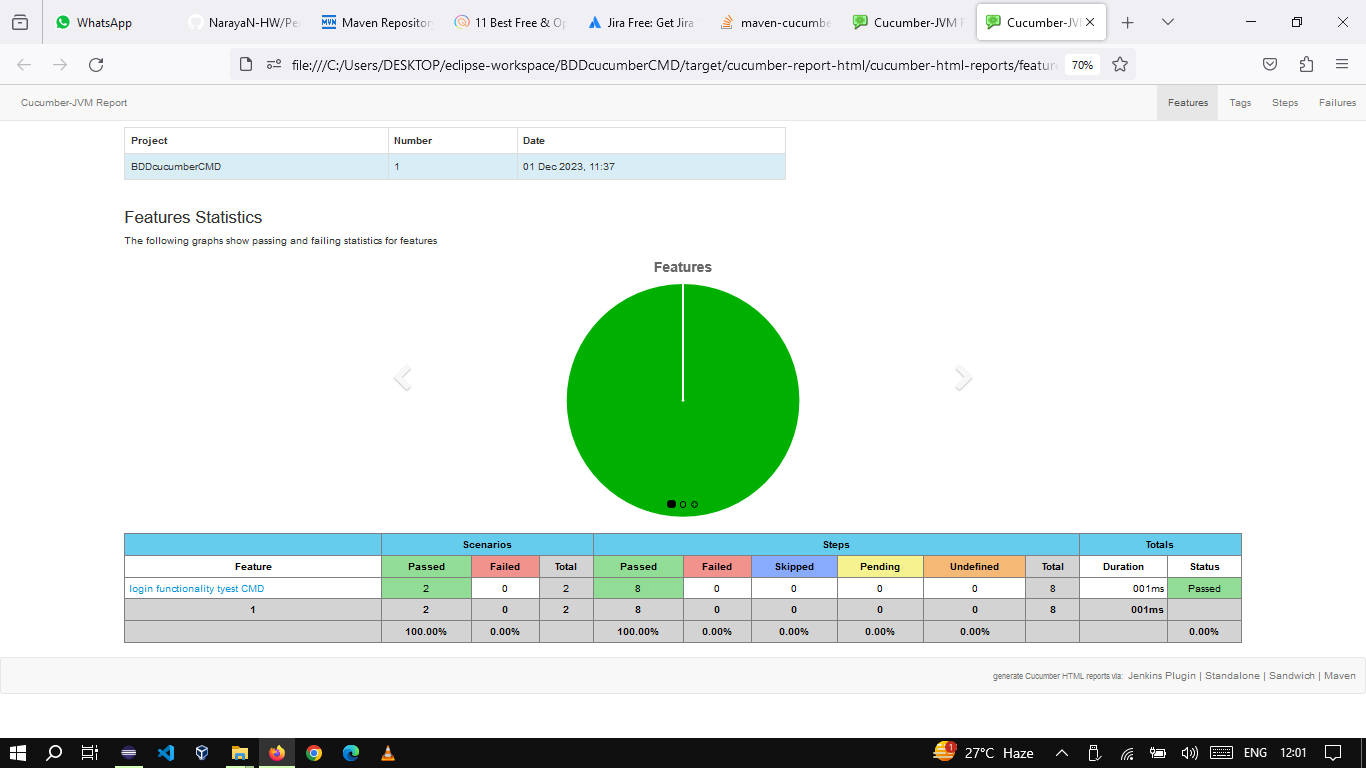 WhatsApp
NarayaN-HW/Per
Maven Repositor
11 Best Free & Op
Jira Free: Get Jira
maven-cucumbe
Cucumber-JVM R
Cucumber-JV
file:///C:/Users/DESKTOP/eclipse-workspace/BDDcucumberCMD/target/cucumber-report-html/cucumber-html-reports/featur
70%
Cucumber-JVM Report
Features Tags Steps Failures
Project Number Date
BDDcucumberCMD 1 01 Dec 2023, 11:37
Features Statistics
The following graphs show passing and failing statistics for features
Features
Scenarios Steps Totals
Feature Passed Failed Total Passed Failed Skipped Pending Undefined Total Duration Status
login functionality tyest CMD 2 0 2 8 0 0 0 0 8 001ms Passed
1 2 0 2 8 0 0 0 0 8 001ms
100.00% 0.00% 100.00% 0.00% 0.00% 0.00% 0.00% 0.00%
generate Cucumber HTML reports via: Jenkins Plugin | Standalone | Sandwich | Maven
1 27°C Haze ENG 12:01